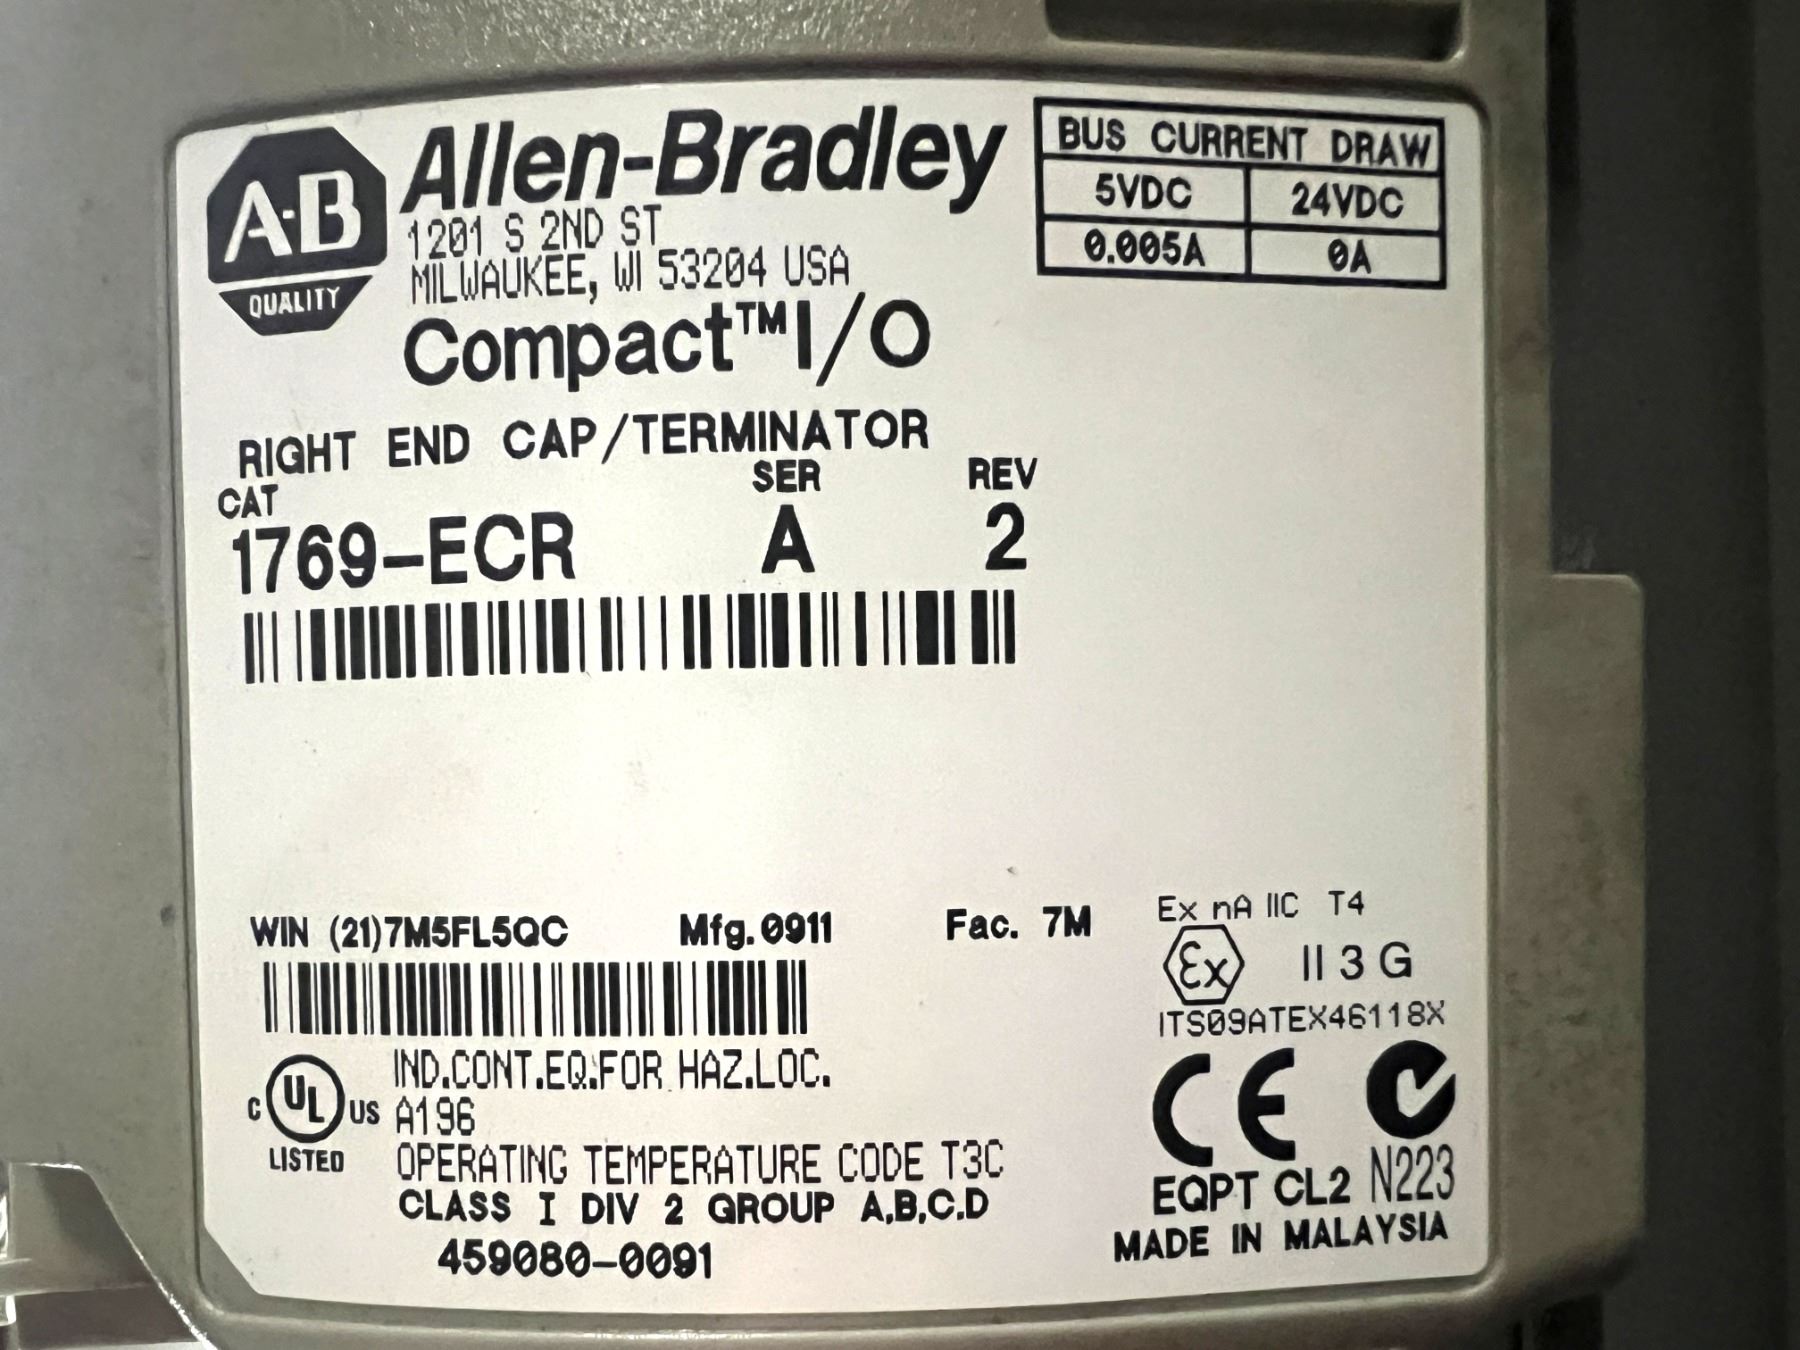 A-B
QUALITY
Allen-Bradley
1201 S 2ND ST
MILWAUKEE, WI 53204 USA
Compact™I/O
BUS CURRENT DRAW
5VDC 24VDC
0.005A 0A
RIGHT END CAP/TERMINATOR
CAT SER REV
1769-ECR A 2
WIN (21)7M5FL5QC Mfg.0911 Fac. 7M
Ex nA IIC T4
Ex II 3 G
ITS09ATEX46118X
C UL US
LISTED
IND.CONT.EQ.FOR HAZ.LOC.
A196
OPERATING TEMPERATURE CODE T3C
CLASS I DIV 2 GROUP A,B,C,D
459080-0091
CE
EQPT CL2 N223
MADE IN MALAYSIA